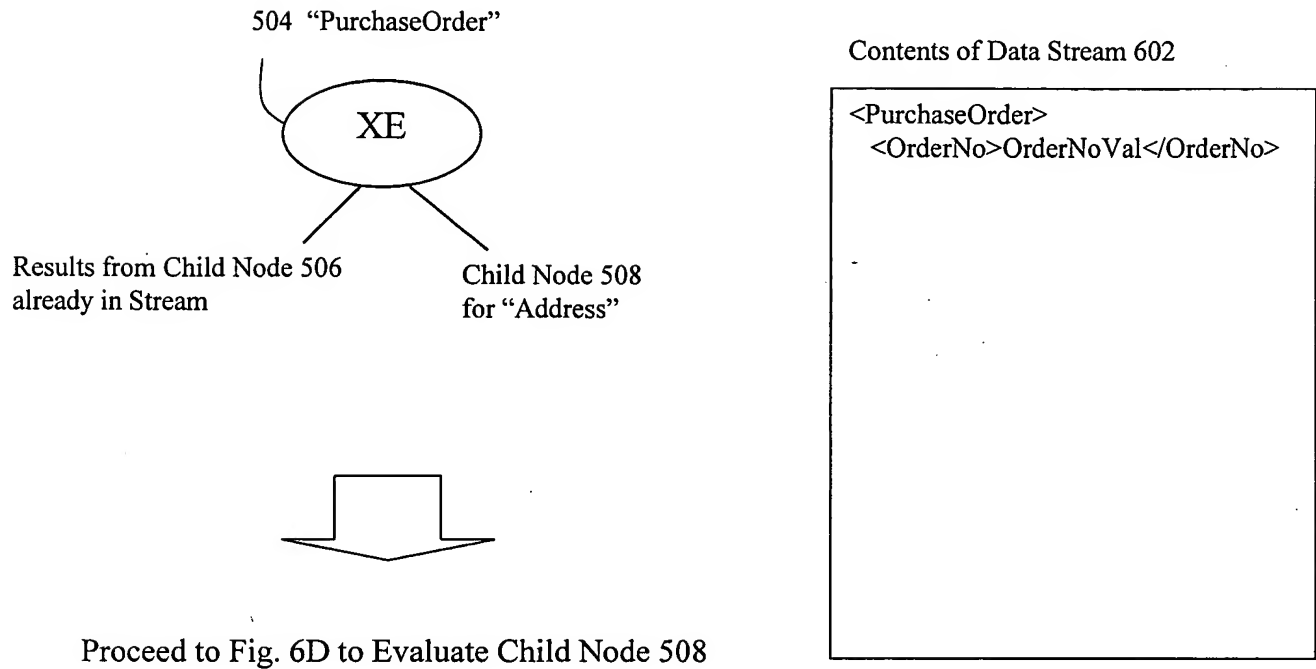 504 “PurchaseOrder”
XE
Results from Child Node 506
already in Stream
Child Node 508
for “Address”
Proceed to Fig. 6D to Evaluate Child Node 508
Contents of Data Stream 602
<PurchaseOrder>
<OrderNo>OrderNoVal</OrderNo>